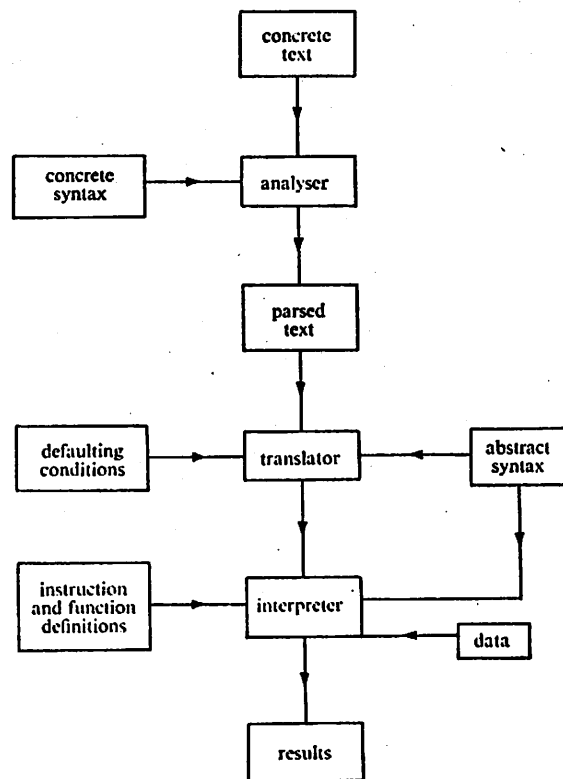 concrete
text
concrete
syntax
analyser
parsed
text
defaulting
conditions
translator
abstract
syntax
instruction
and function
definitions
interpreter
data
results